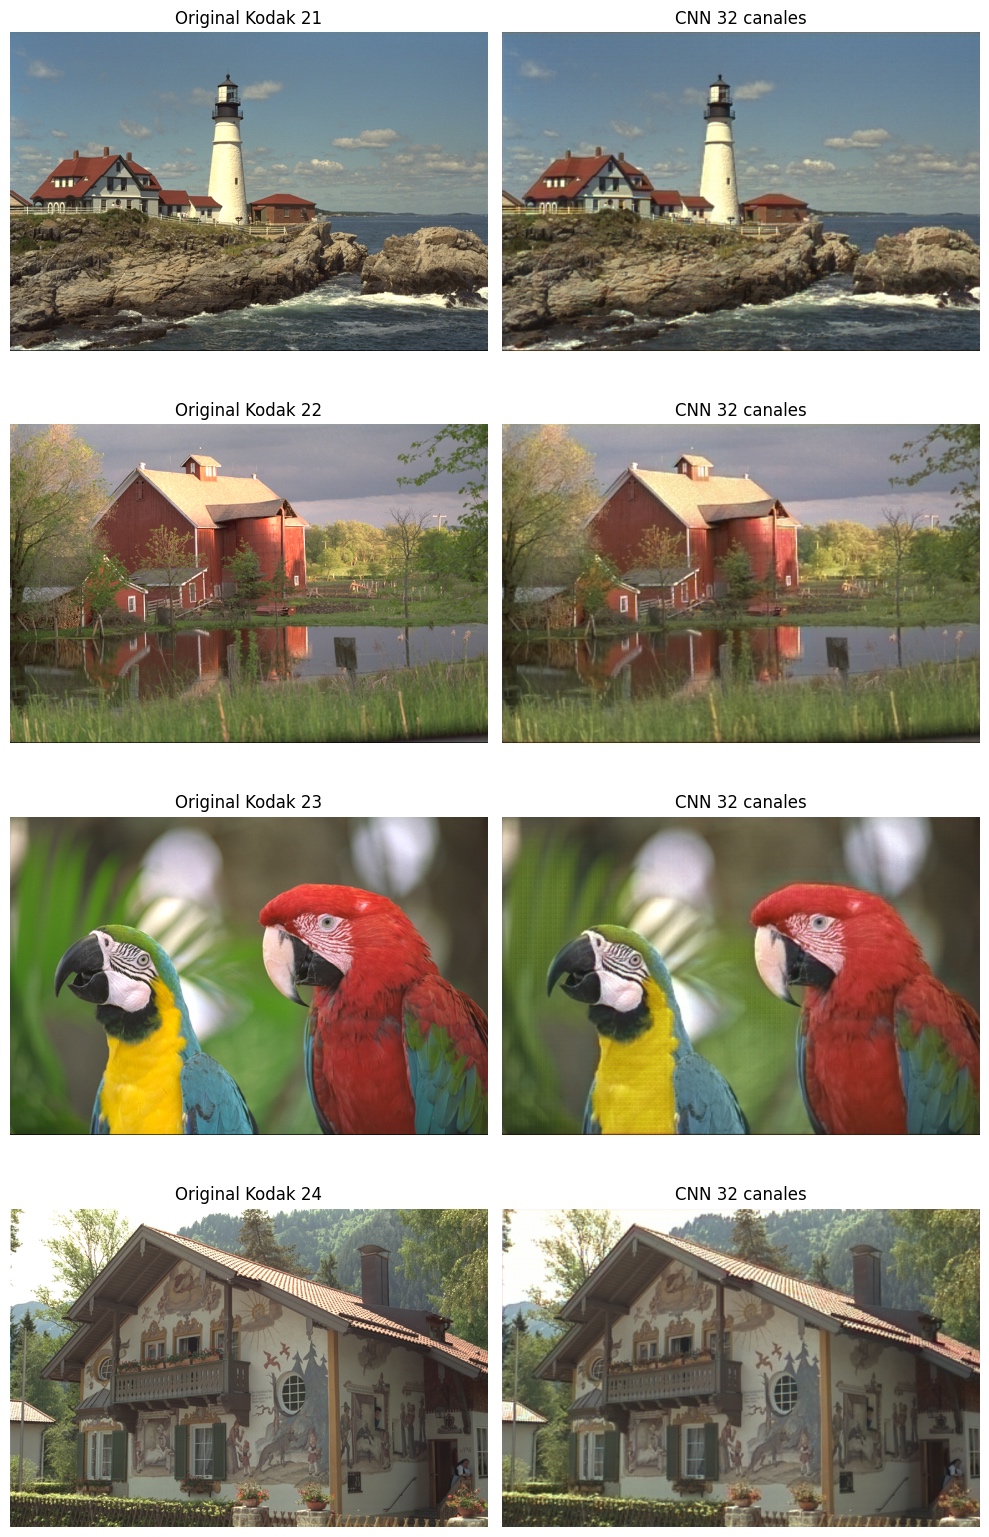 Original Kodak 21
CNN 32 canales
Original Kodak 22
CNN 32 canales
Original Kodak 23
CNN 32 canales
Original Kodak 24
CNN 32 canales